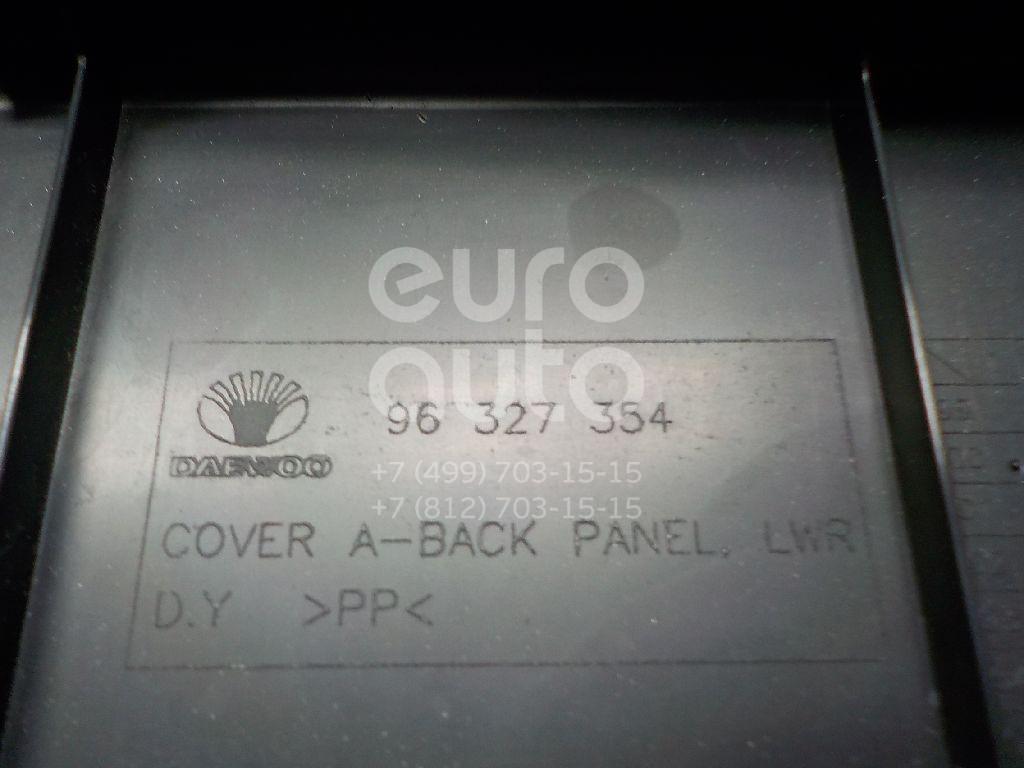 euro
auto
96 327 354
DAEWOO
+7 (499) 703-15-15
+7 (812) 703-15-15
COVER A-BACK PANEL, LWR
D.Y >PP<